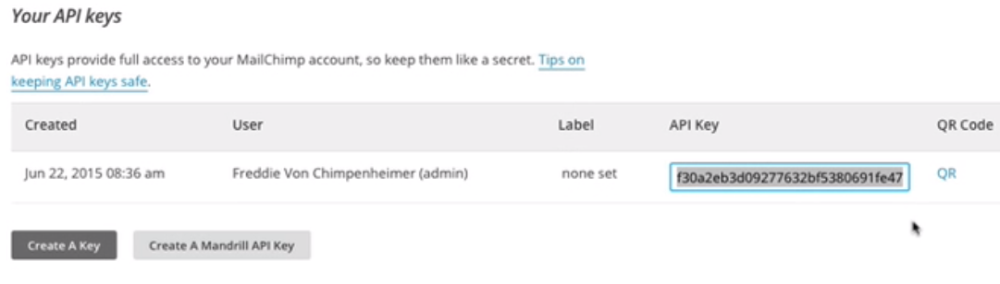 Your API keys
API keys provide full access to your MailChimp account, so keep them like a secret. Tips on
keeping API keys safe.
Created User Label API Key QR Code
Jun 22, 2015 08:36 am Freddie Von Chimpenheimer (admin) none set f30a2eb3d09277632bf5380691fe47 QR
Create A Key Create A Mandrill API Key